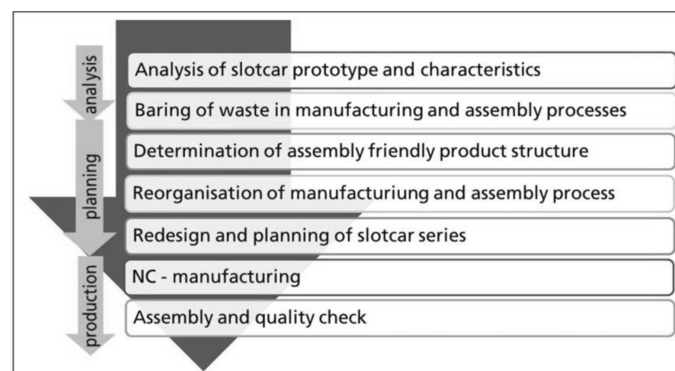 analysis
Analysis of slotcar prototype and characteristics
Baring of waste in manufacturing and assembly processes
planning
Determination of assembly friendly product structure
Reorganisation of manufacturiung and assembly process
Redesign and planning of slotcar series
production
NC - manufacturing
Assembly and quality check